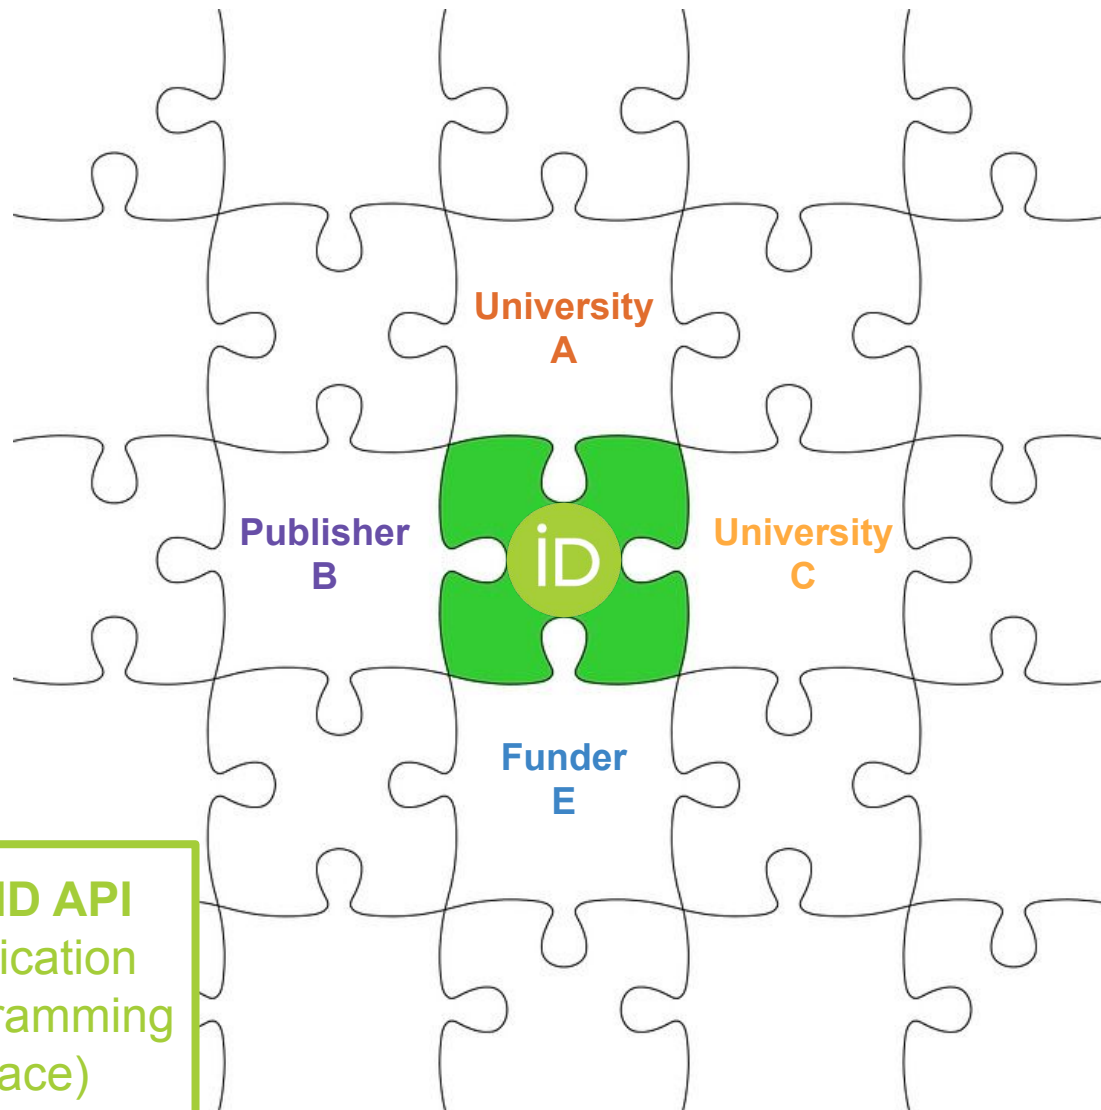 University
A
Publisher
B
iD
University
C
Funder
E
ID API
ication
ramming
ace)